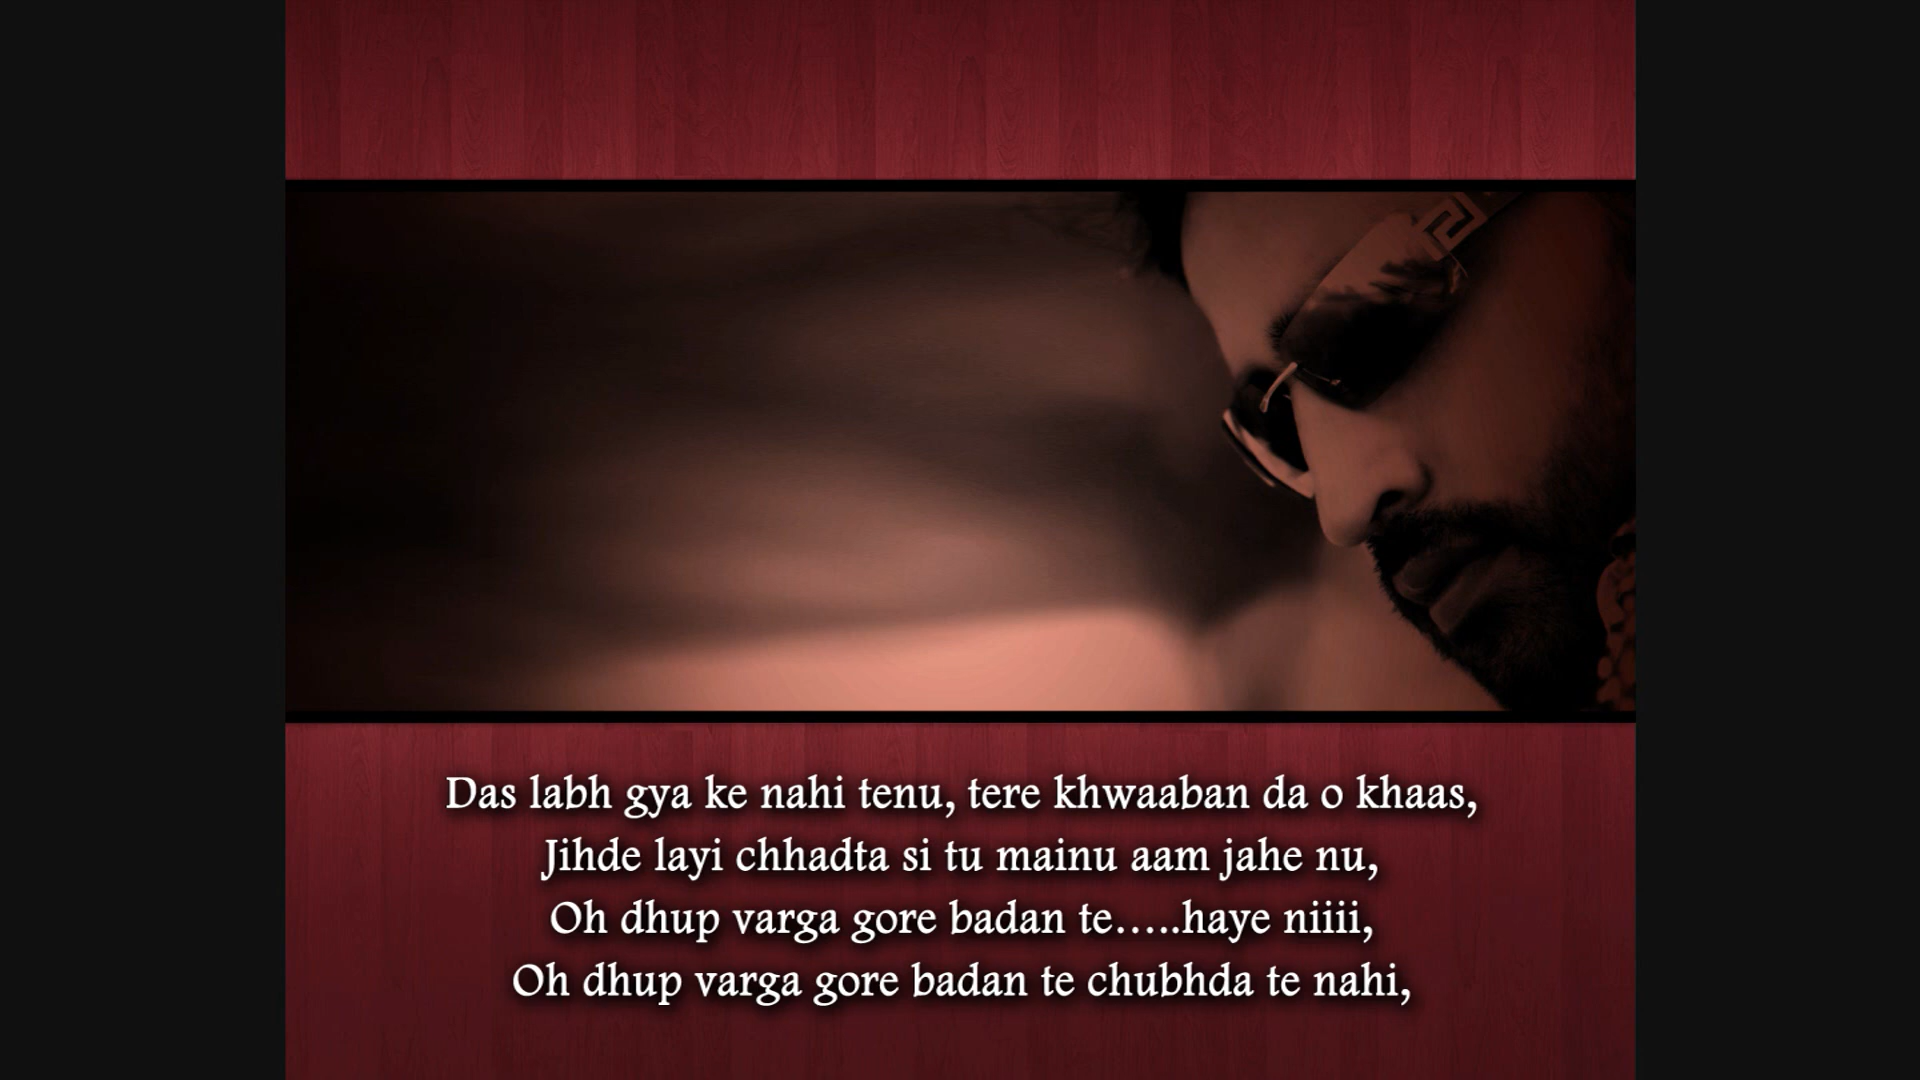 Das labh gya ke nahi tenu, tere khwaaban da o khaas,
Jihde layi chhadta si tu mainu aam jahe nu,
Oh dhup varga gore badan te.....haye niiii,
Oh dhup varga gore badan te chubhda te nahi,